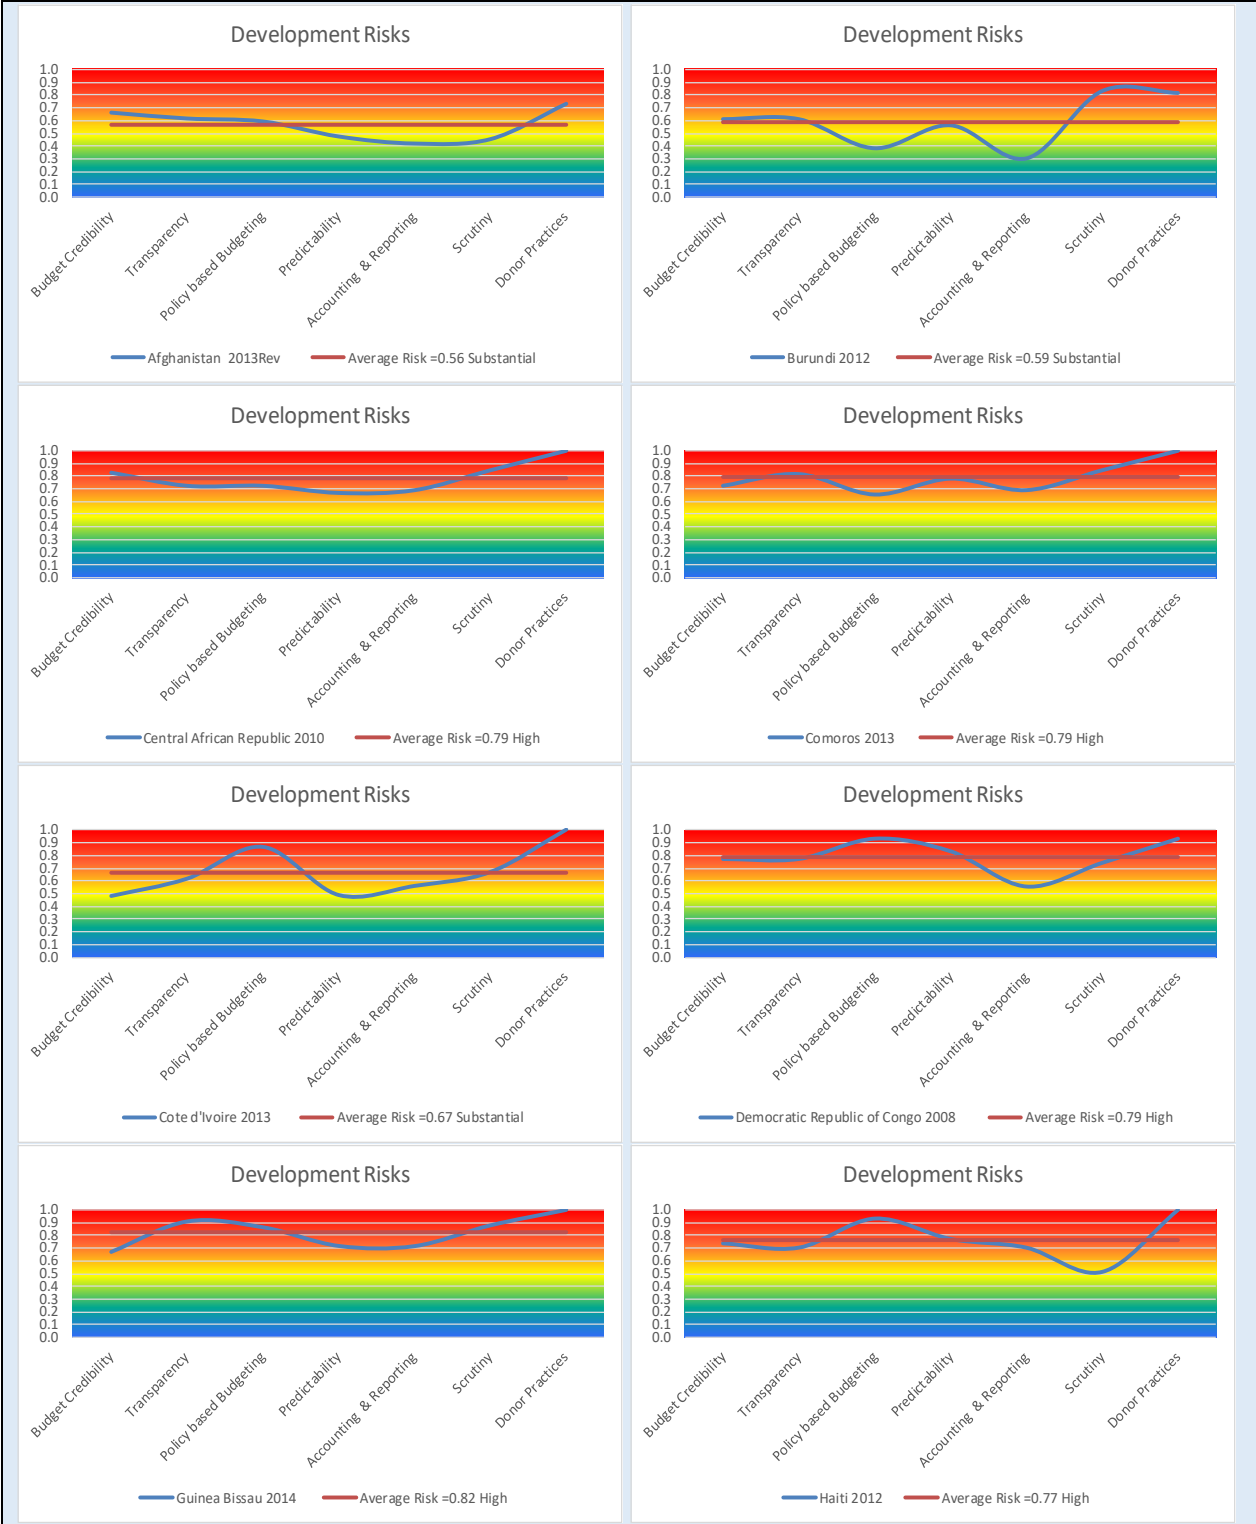 Development Risks
1.0
0.9
0.8
0.7
0.6
0.5
0.4
0.3
0.2
0.1
0.0
Budget Credibility
Transparency
Policy based Budgeting
Predictability
Accounting & Reporting
Scrutiny
Donor Practices
Afghanistan 2013Rev Average Risk =0.56 Substantial
Development Risks
1.0
0.9
0.8
0.7
0.6
0.5
0.4
0.3
0.2
0.1
0.0
Budget Credibility
Transparency
Policy based Budgeting
Predictability
Accounting & Reporting
Scrutiny
Donor Practices
Burundi 2012 Average Risk =0.59 Substantial
Development Risks
1.0
0.9
0.8
0.7
0.6
0.5
0.4
0.3
0.2
0.1
0.0
Budget Credibility
Transparency
Policy based Budgeting
Predictability
Accounting & Reporting
Scrutiny
Donor Practices
Central African Republic 2010 Average Risk =0.79 High
Development Risks
1.0
0.9
0.8
0.7
0.6
0.5
0.4
0.3
0.2
0.1
0.0
Budget Credibility
Transparency
Policy based Budgeting
Predictability
Accounting & Reporting
Scrutiny
Donor Practices
Comoros 2013 Average Risk =0.79 High
Development Risks
1.0
0.9
0.8
0.7
0.6
0.5
0.4
0.3
0.2
0.1
0.0
Budget Credibility
Transparency
Policy based Budgeting
Predictability
Accounting & Reporting
Scrutiny
Donor Practices
Cote d'Ivoire 2013 Average Risk =0.67 Substantial
Development Risks
1.0
0.9
0.8
0.7
0.6
0.5
0.4
0.3
0.2
0.1
0.0
Budget Credibility
Transparency
Policy based Budgeting
Predictability
Accounting & Reporting
Scrutiny
Donor Practices
Democratic Republic of Congo 2008 Average Risk =0.79 High
Development Risks
1.0
0.9
0.8
0.7
0.6
0.5
0.4
0.3
0.2
0.1
0.0
Budget Credibility
Transparency
Policy based Budgeting
Predictability
Accounting & Reporting
Scrutiny
Donor Practices
Guinea Bissau 2014 Average Risk =0.82 High
Development Risks
1.0
0.9
0.8
0.7
0.6
0.5
0.4
0.3
0.2
0.1
0.0
Budget Credibility
Transparency
Policy based Budgeting
Predictability
Accounting & Reporting
Scrutiny
Donor Practices
Haiti 2012 Average Risk =0.77 High